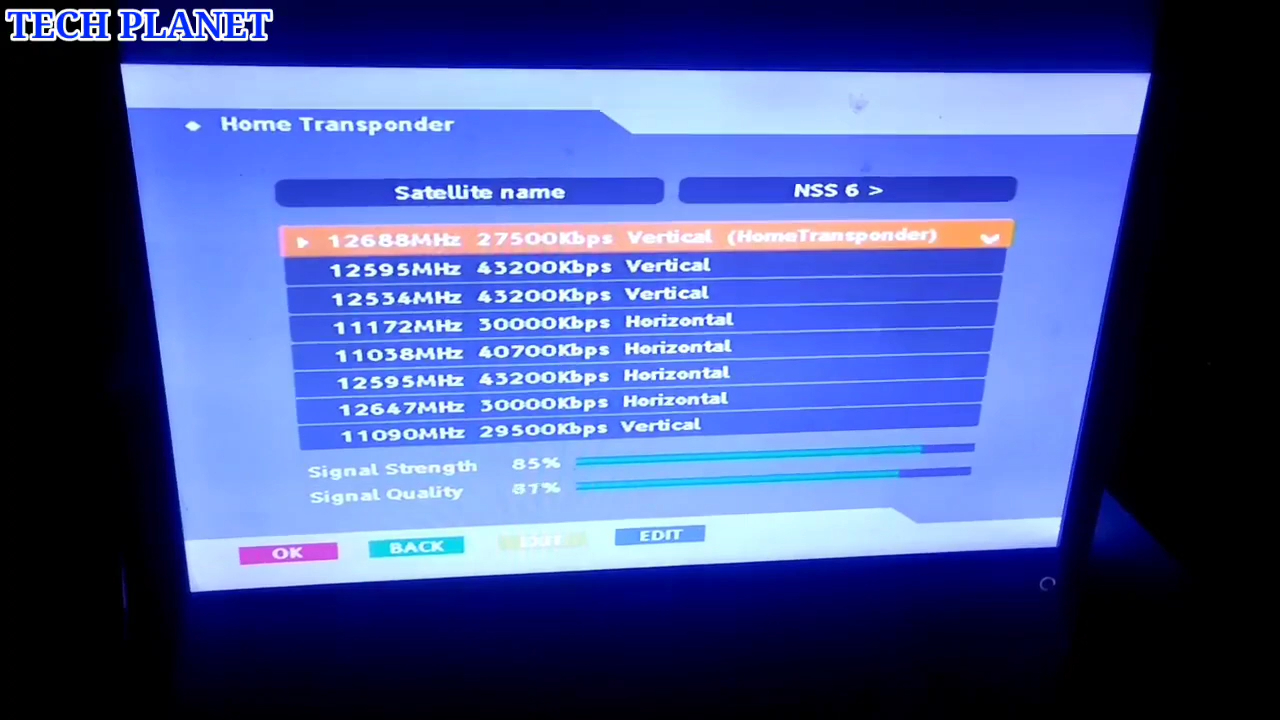 TECH PLANET
Home Transponder
Satellite name NSS 6 >
12688MHz 27500Kbps Vertical (HomeTransponder)
12595MHz 43200Kbps Vertical
12534MHz 43200Kbps Vertical
11172MHz 30000Kbps Horizontal
11038MHz 40700Kbps Horizontal
12595MHz 43200Kbps Horizontal
12647MHz 30000Kbps Horizontal
11090MHz 29500Kbps Vertical
Signal Strength 85%
Signal Quality 81%
OK BACK EXIT EDIT